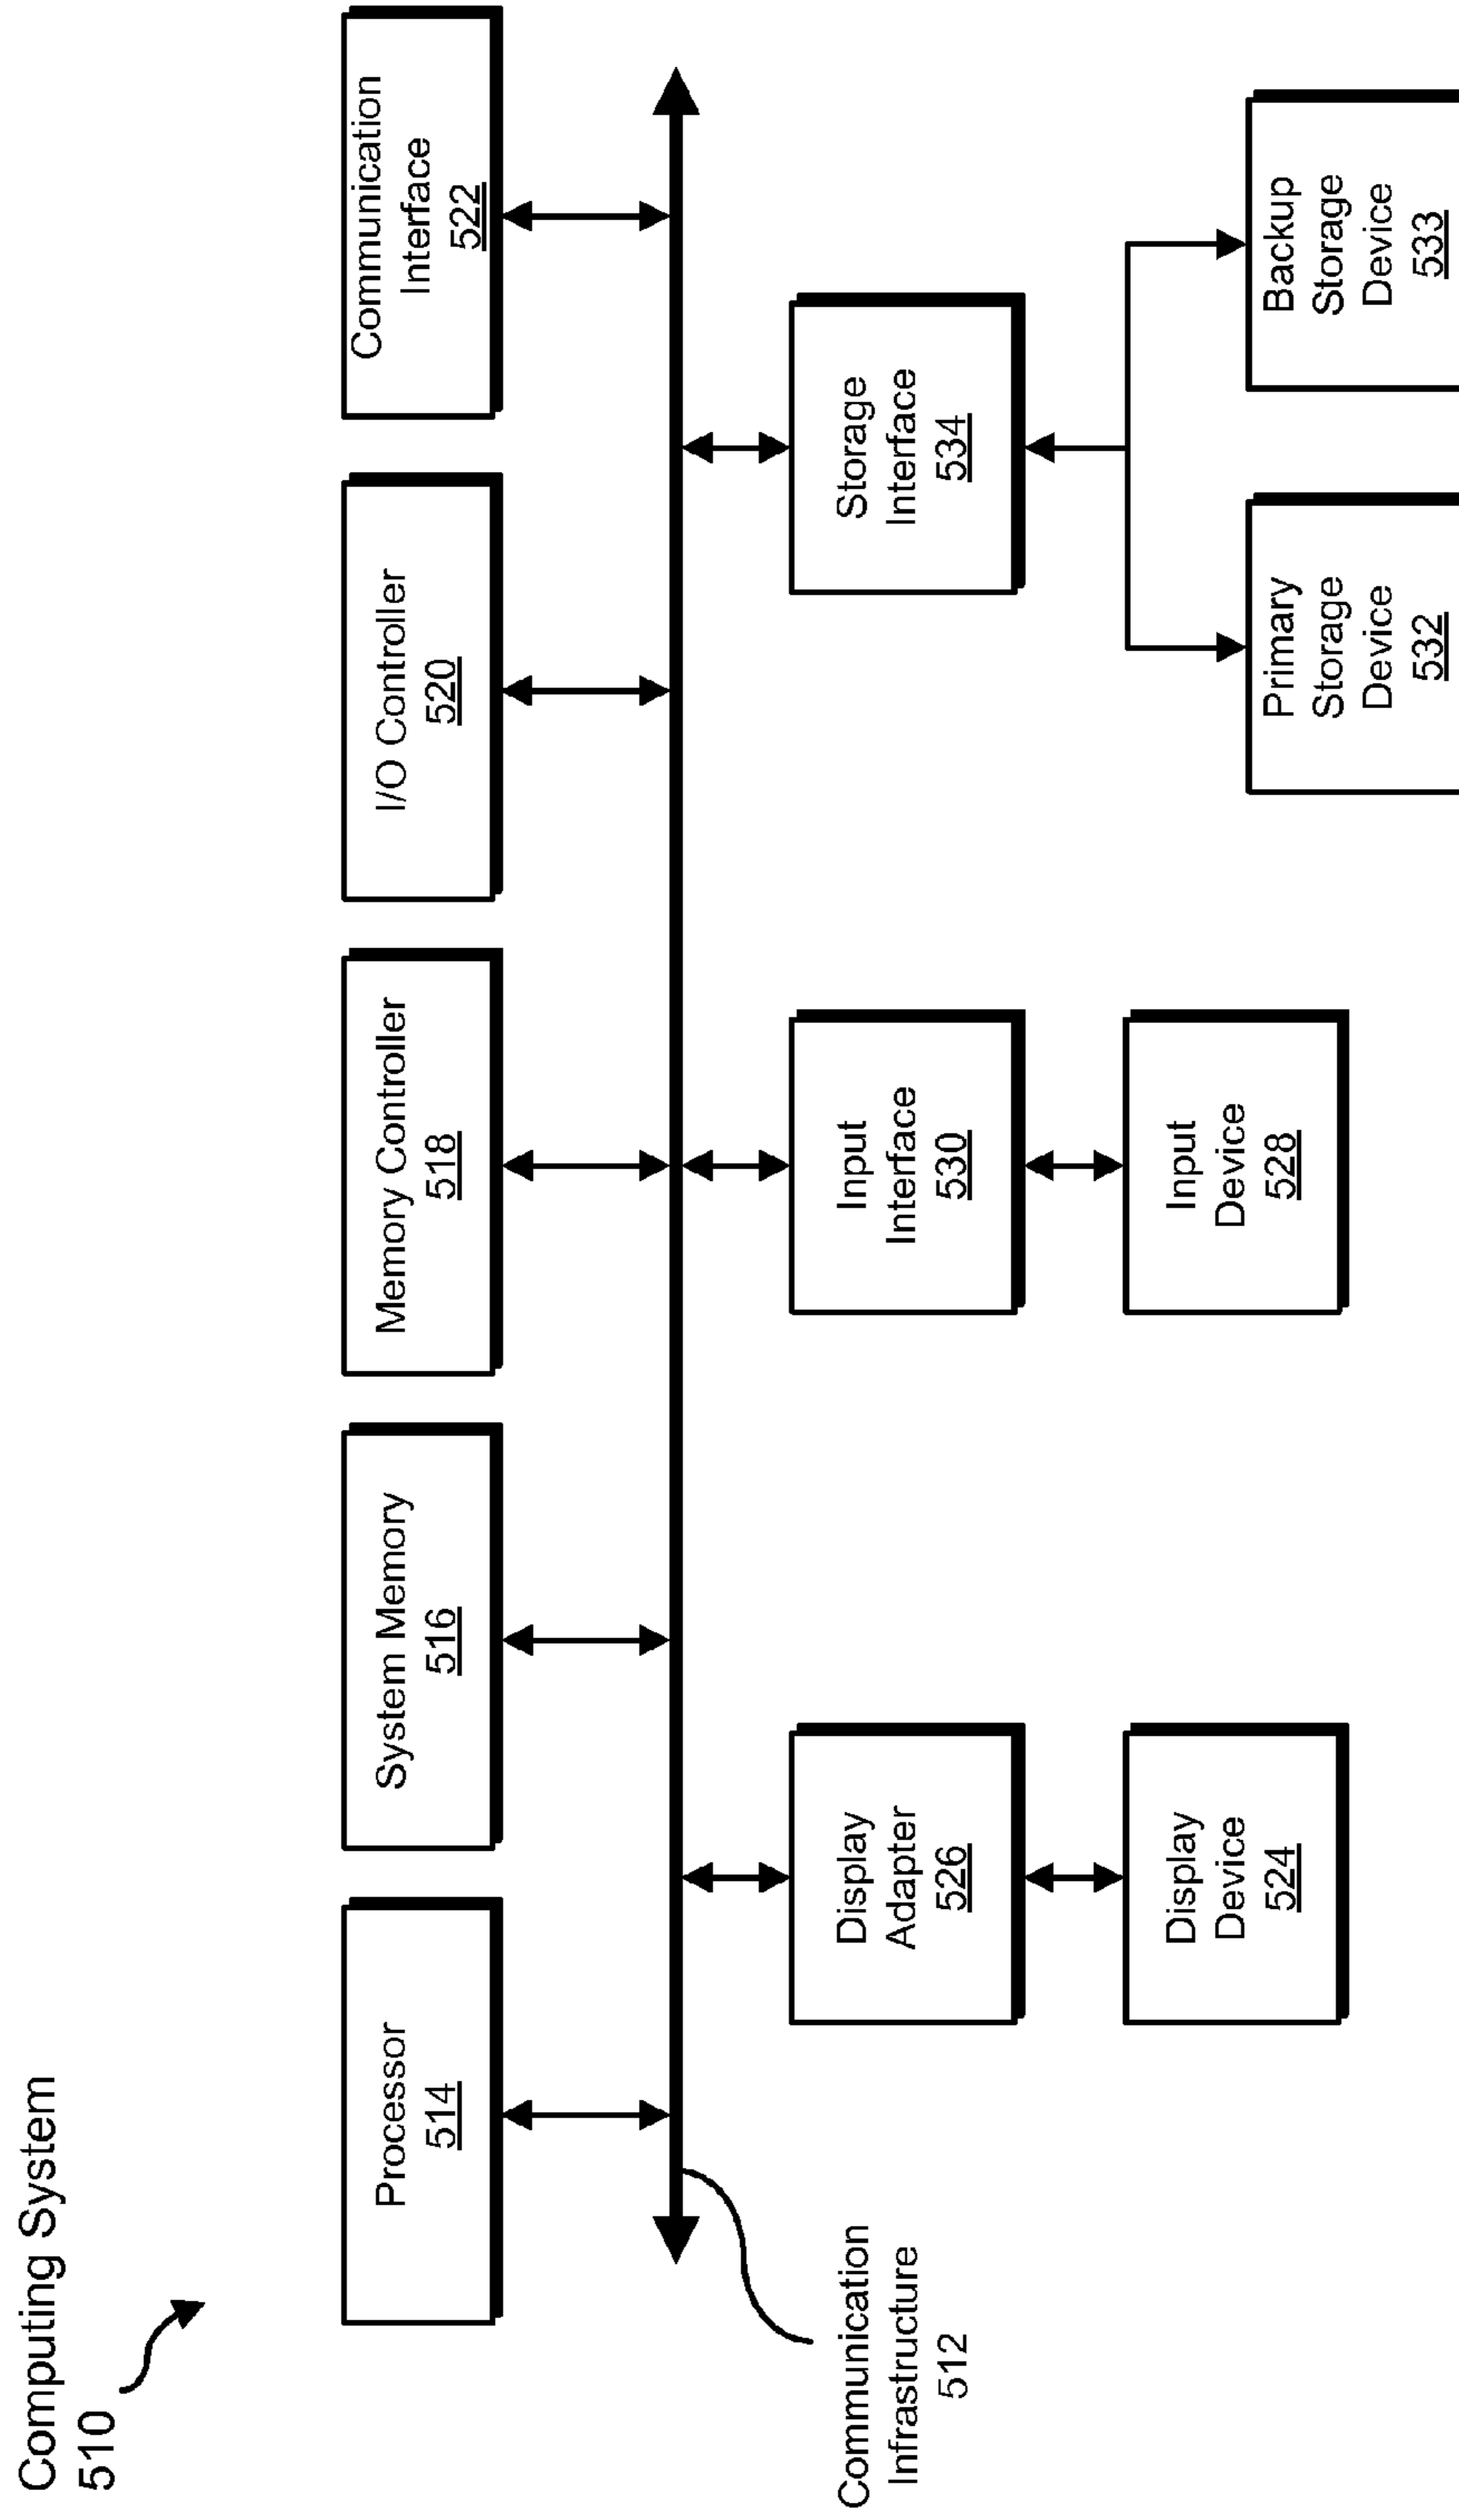 Computing System
510
Processor
514
System Memory
516
Memory Controller
518
I/O Controller
520
Communication
Interface
522
Communication
Infrastructure
512
Display
Adapter
526
Input
Interface
530
Storage
Interface
534
Display
Device
524
Input
Device
528
Primary
Storage
Device
532
Backup
Storage
Device
533